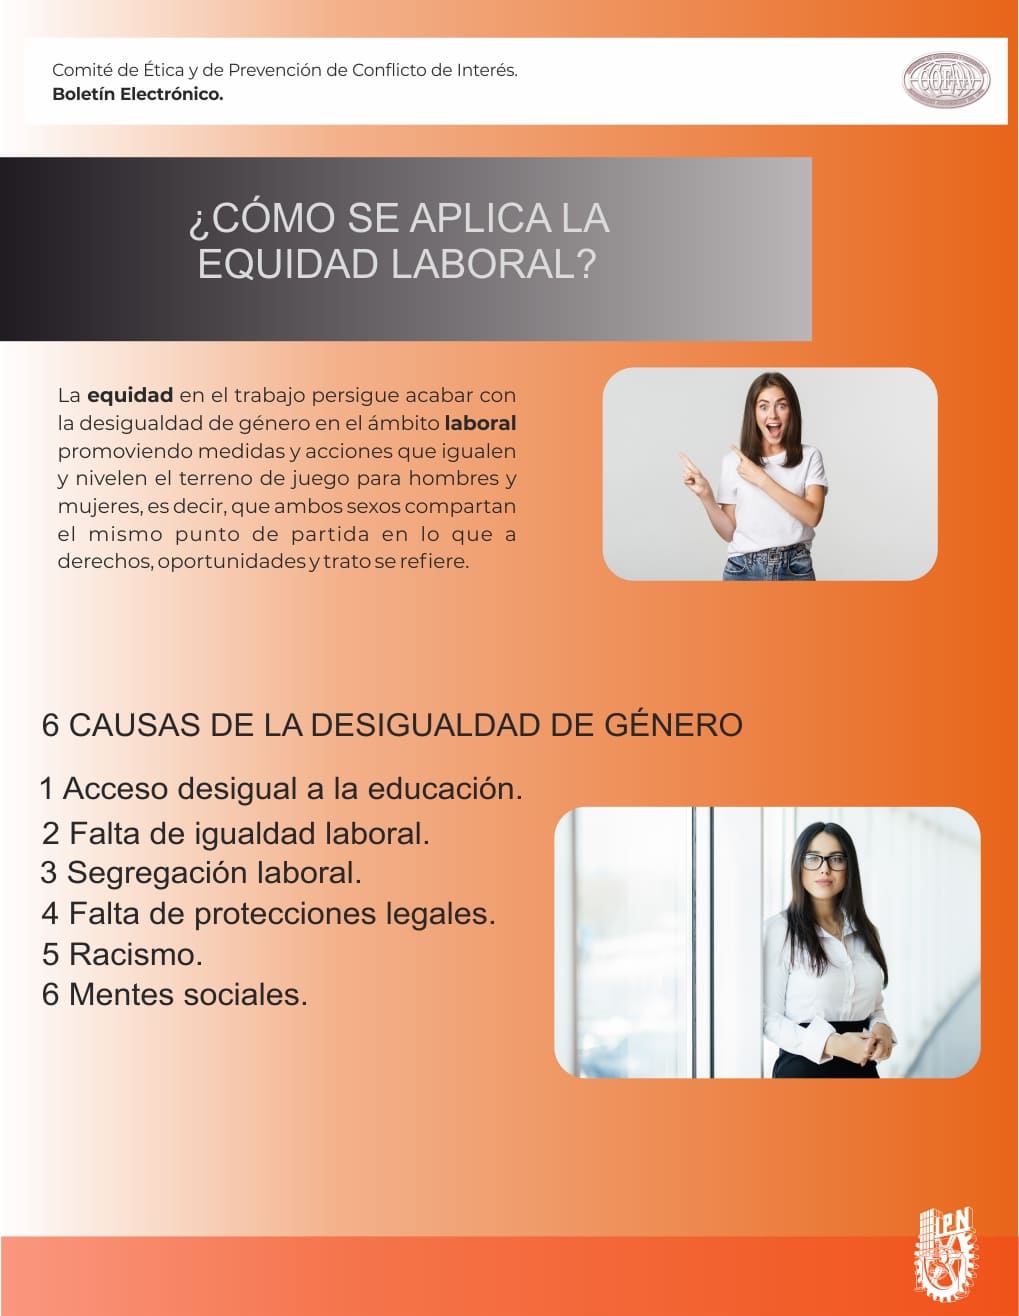 Comité de Ética y de Prevención de Conflicto de Interés.
Boletín Electrónico.
COFAA
¿CÓMO SE APLICA LA
EQUIDAD LABORAL?
La equidad en el trabajo persigue acabar con
la desigualdad de género en el ámbito laboral
promoviendo medidas y acciones que igualen
y nivelen el terreno de juego para hombres y
mujeres, es decir, que ambos sexos compartan
el mismo punto de partida en lo que a
derechos, oportunidades y trato se refiere.
6 CAUSAS DE LA DESIGUALDAD DE GÉNERO
1 Acceso desigual a la educación.
2 Falta de igualdad laboral.
3 Segregación laboral.
4 Falta de protecciones legales.
5 Racismo.
6 Mentes sociales.
IPN